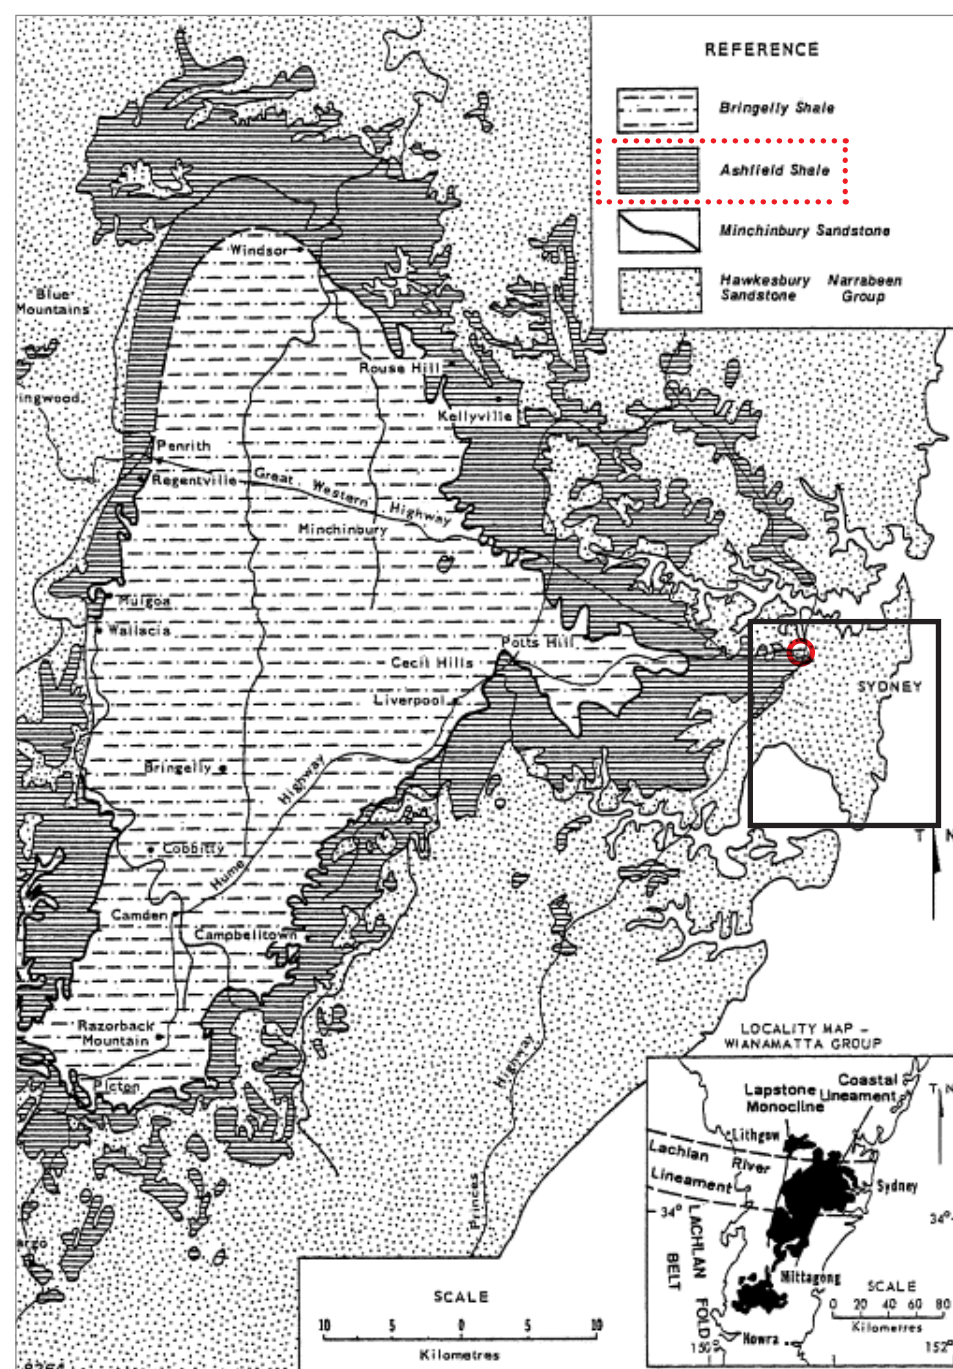 REFERENCE
Bringelly Shale
Ashfield Shale
Minchinbury Sandstone
Hawkesbury Narrabeen
Sandstone Group
Windsor
Blue
Mountains
Rouse Hill
ingwood.
Kellyville
Penrith
Regentville
Great Western Highway
Minchinbury
Mulgoa
Wallacia
Potts Hill
Cecil Hills
SYDNEY
Liverpool
Bringelly
Hume Highway
T N
Cobbitty
Camden
Campbelltown
Razorback
Mountain
Princes Highway
Picton
LOCALITY MAP -
WIANAMATTA GROUP
Coastal
Lineament
T N
Lapstone
Monocline
Lithgow
Lachlan River
Lineament
Sydney
34°
34°
LACHLAN FOLD
BELT
Mittagong
SCALE
0 20 40 60 80
Kilometres
Nowra
150°
152°
SCALE
10 5 0 5 10
Kilometres